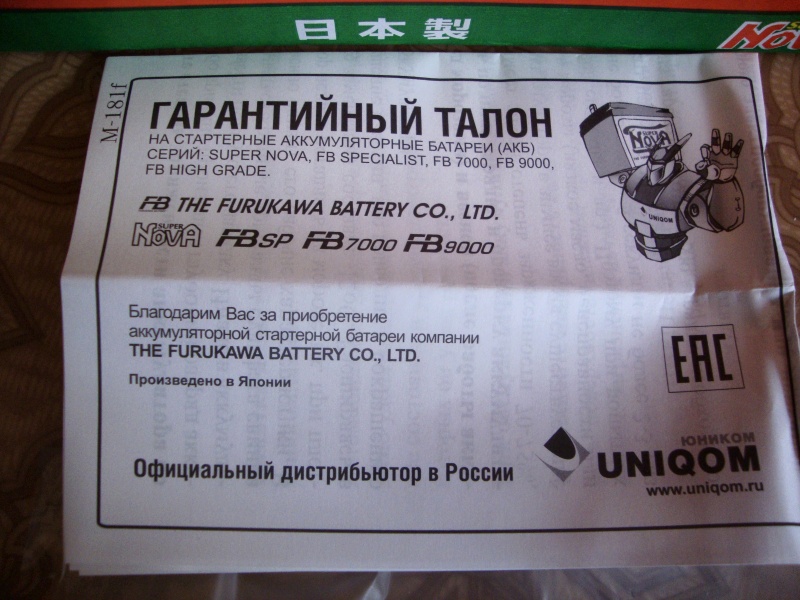 日本製
M-181f
ГАРАНТИЙНЫЙ ТАЛОН
НА СТАРТЕРНЫЕ АККУМУЛЯТОРНЫЕ БАТАРЕИ (АКБ)
СЕРИЙ: SUPER NOVA, FB SPECIALIST, FB 7000, FB 9000,
FB HIGH GRADE.
SUPER
NOVA
UNIQOM
FB THE FURUKAWA BATTERY CO., LTD.
SUPER
NOVA FBSP FB7000 FB9000
Благодарим Вас за приобретение
аккумуляторной стартерной батареи компании
THE FURUKAWA BATTERY CO., LTD.
Произведено в Японии
EAC
Официальный дистрибьютор в России
ЮНИКОМ
UNIQOM
www.uniqom.ru